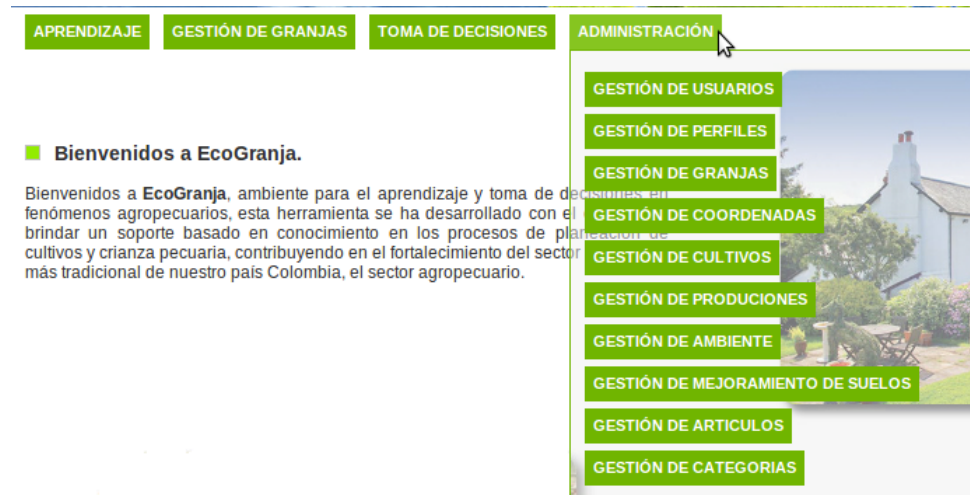 APRENDIZAJE GESTIÓN DE GRANJAS TOMA DE DECISIONES ADMINISTRACIÓN
GESTIÓN DE USUARIOS
GESTIÓN DE PERFILES
GESTIÓN DE GRANJAS
GESTIÓN DE COORDENADAS
GESTIÓN DE CULTIVOS
GESTIÓN DE PRODUCIONES
GESTIÓN DE AMBIENTE
GESTIÓN DE MEJORAMIENTO DE SUELOS
GESTIÓN DE ARTICULOS
GESTIÓN DE CATEGORIAS
Bienvenidos a EcoGranja.
Bienvenidos a EcoGranja, ambiente para el aprendizaje y toma de decisiones en
fenómenos agropecuarios, esta herramienta se ha desarrollado con el
brindar un soporte basado en conocimiento en los procesos de planeación de
cultivos y crianza pecuaria, contribuyendo en el fortalecimiento del sector
más tradicional de nuestro país Colombia, el sector agropecuario.